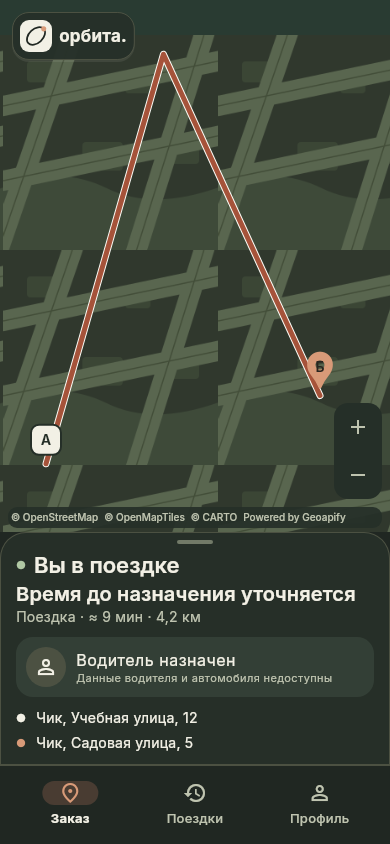 орбита.
A
© OpenStreetMap © OpenMapTiles © CARTO Powered by Geoapify
Вы в поездке
Время до назначения уточняется
Поездка · ≈ 9 мин · 4,2 км
Водитель назначен
Данные водителя и автомобиля недоступны
Чик, Учебная улица, 12
Чик, Садовая улица, 5
Заказ
Поездки
Профиль